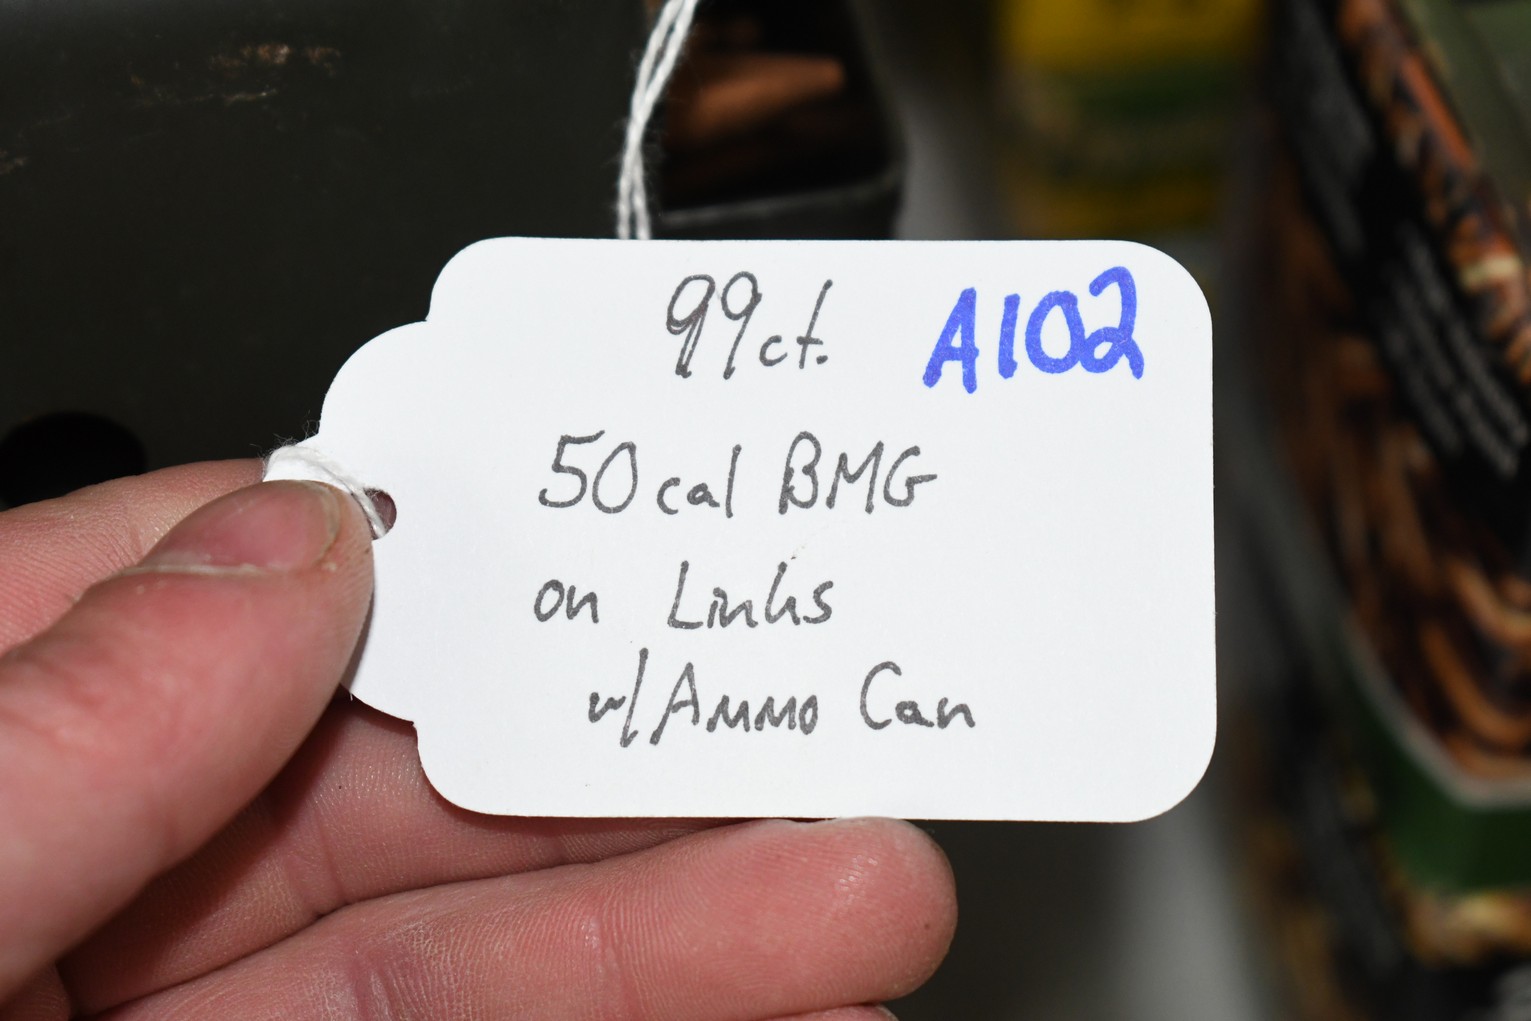 99ct. A102
50 cal BMG
on Links
w/ Ammo Can